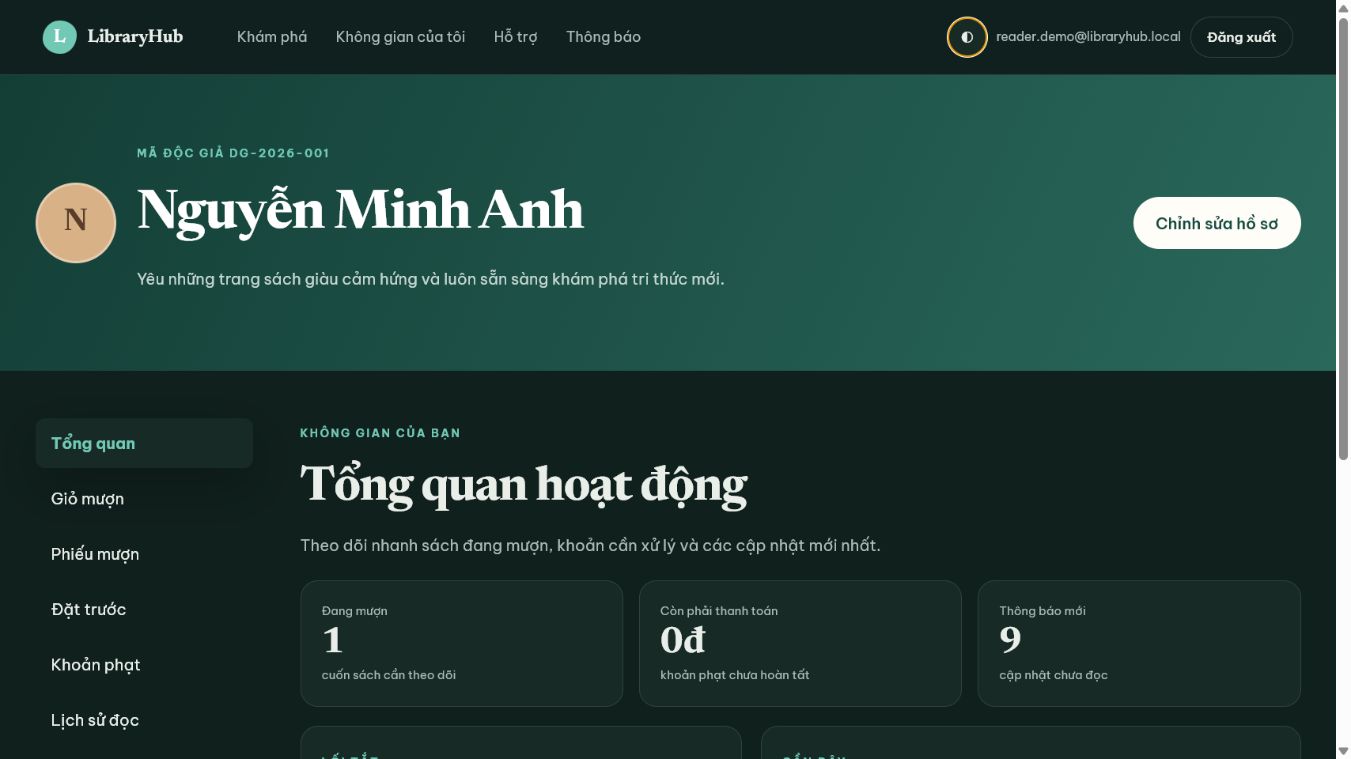 L LibraryHub Khám phá Không gian của tôi Hỗ trợ Thông báo reader.demo@libraryhub.local Đăng xuất
MÃ ĐỘC GIẢ DG-2026-001
N
Nguyễn Minh Anh
Chỉnh sửa hồ sơ
Yêu những trang sách giàu cảm hứng và luôn sẵn sàng khám phá tri thức mới.
Tổng quan
Giỏ mượn
Phiếu mượn
Đặt trước
Khoản phạt
Lịch sử đọc
KHÔNG GIAN CỦA BẠN
Tổng quan hoạt động
Theo dõi nhanh sách đang mượn, khoản cần xử lý và các cập nhật mới nhất.
Đang mượn
1
cuốn sách cần theo dõi
Còn phải thanh toán
0đ
khoản phạt chưa hoàn tất
Thông báo mới
9
cập nhật chưa đọc